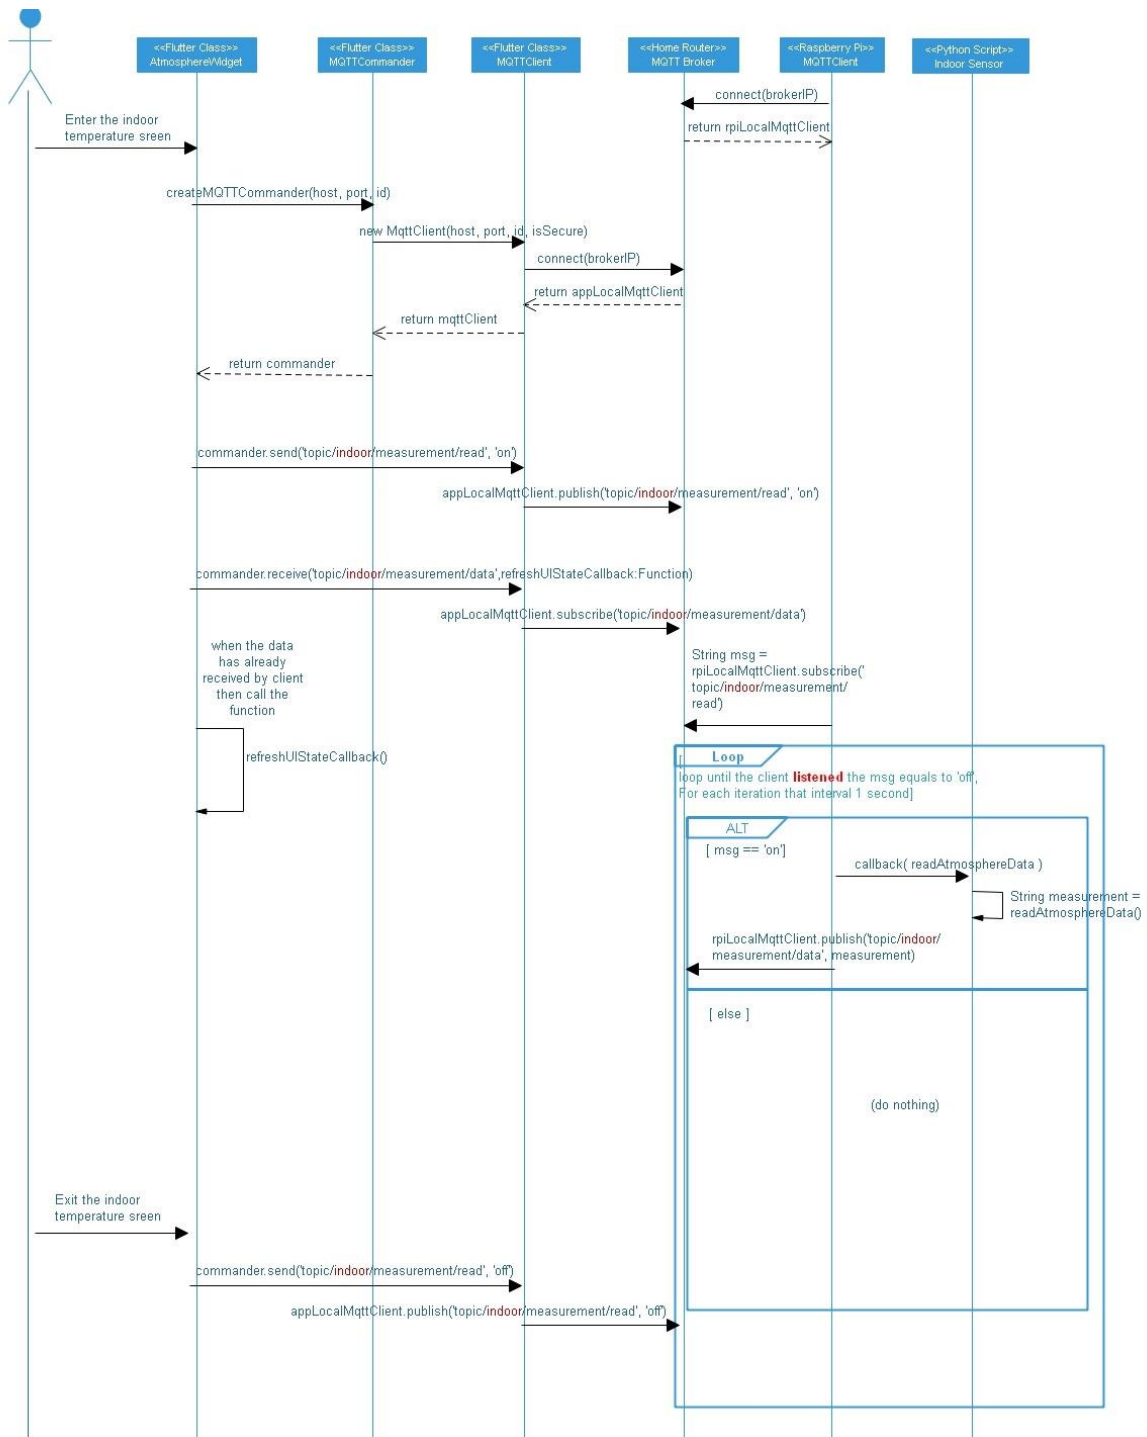 <<Flutter Class>>
AtmosphereWidget
<<Flutter Class>>
MQTTCommander
<<Flutter Class>>
MQTTClient
<<Home Router>>
MQTT Broker
<<Raspberry Pi>>
MQTTClient
<<Python Script>>
Indoor Sensor
connect(brokerIP)
Enter the indoor
temperature sreen
return rpiLocalMqttClient
createMQTTCommander(host, port, id)
new MqttClient(host, port, id, isSecure)
connect(brokerIP)
return appLocalMqttClient
return mqttClient
return commander
commander.send('topic/indoor/measurement/read', 'on')
appLocalMqttClient.publish('topic/indoor/measurement/read', 'on')
commander.receive('topic/indoor/measurement/data',refreshUIStateCallback:Function)
appLocalMqttClient.subscribe('topic/indoor/measurement/data')
when the data
has already
received by client
then call the
function
String msg =
rpiLocalMqttClient.subscribe('
topic/indoor/measurement/
read')
refreshUIStateCallback()
Loop
[
loop until the client listened the msg equals to 'off',
For each iteration that interval 1 second]
ALT
[ msg == 'on']
callback( readAtmosphereData )
String measurement =
readAtmosphereData()
rpiLocalMqttClient.publish('topic/indoor/
measurement/data', measurement)
[ else ]
(do nothing)
Exit the indoor
temperature sreen
commander.send('topic/indoor/measurement/read', 'off')
appLocalMqttClient.publish('topic/indoor/measurement/read', 'off')